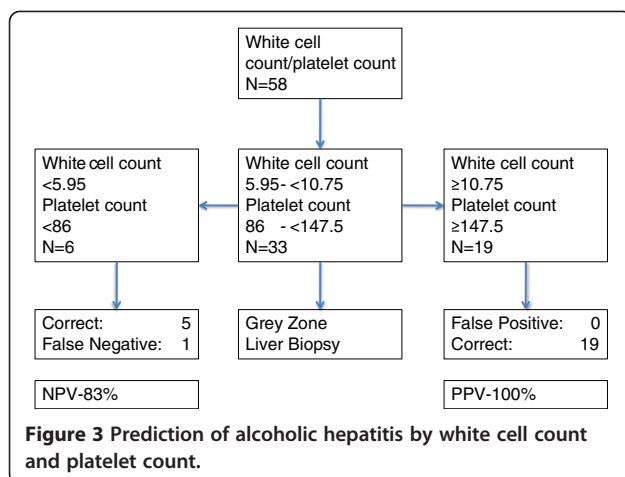 White cell
count/platelet count
N=58
White cell count
<5.95
Platelet count
<86
N=6
White cell count
5.95- <10.75
Platelet count
86 - <147.5
N=33
White cell count
≥10.75
Platelet count
≥147.5
N=19
Correct: 5
False Negative: 1
Grey Zone
Liver Biopsy
False Positive: 0
Correct: 19
NPV-83%
PPV-100%
Figure 3 Prediction of alcoholic hepatitis by white cell count
and platelet count.